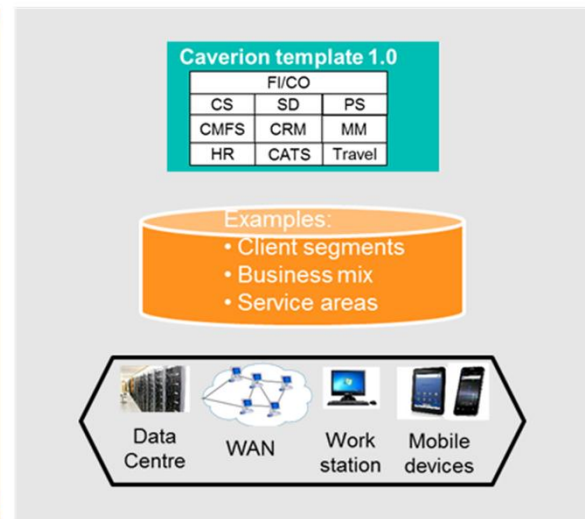 Caverion template 1.0
FI/CO
CS SD PS
CMFS CRM MM
HR CATS Travel
Examples:
• Client segments
• Business mix
• Service areas
Data Centre
WAN
Work station
Mobile devices